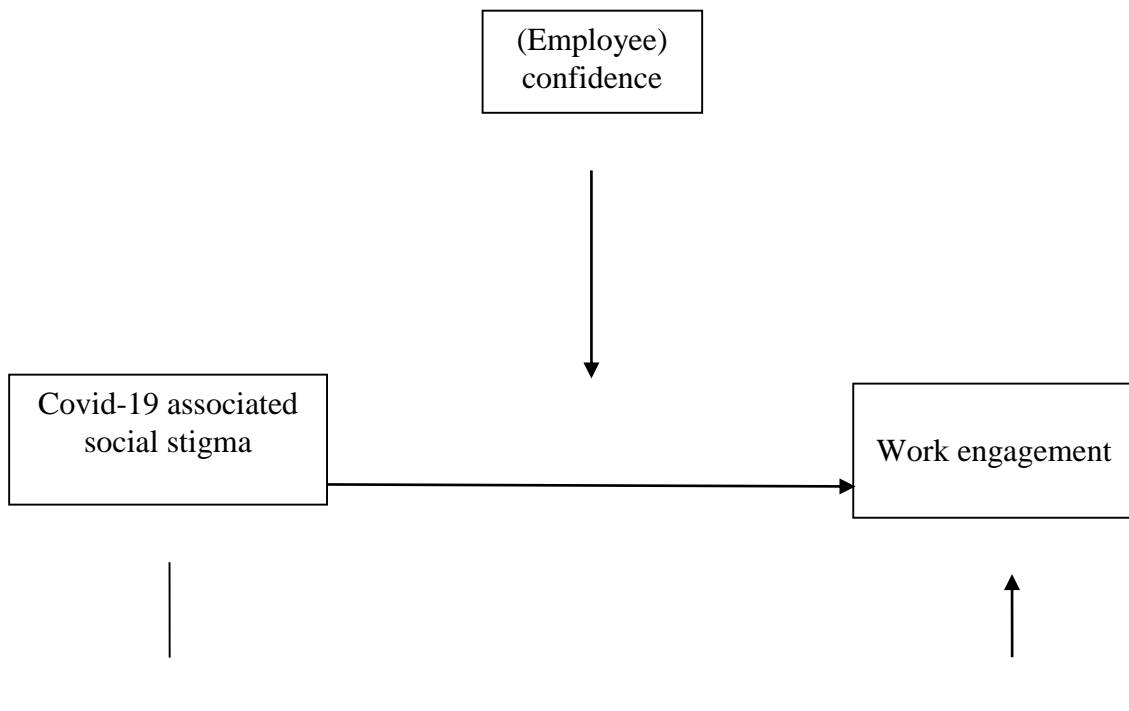 (Employee)
confidence
Covid-19 associated
social stigma
Work engagement